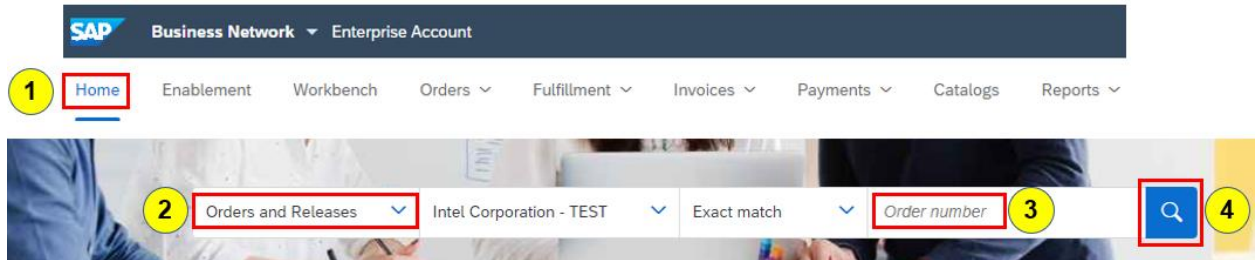 SAP Business Network Enterprise Account
1 Home Enablement Workbench Orders Fulfillment Invoices Payments Catalogs Reports
2 Orders and Releases Intel Corporation - TEST Exact match Order number 3 4